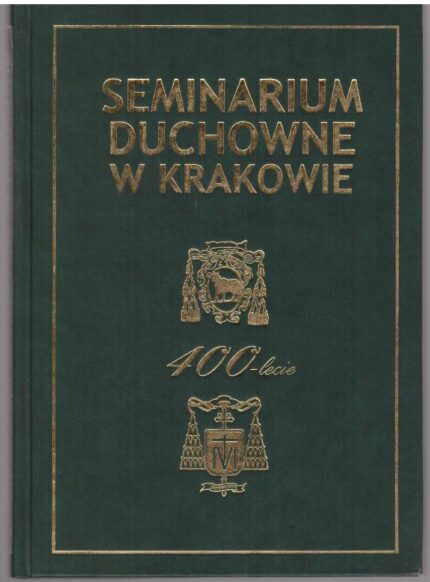 SEMINARIUM
DUCHOWNE
W KRAKOWIE
400-lecie
M